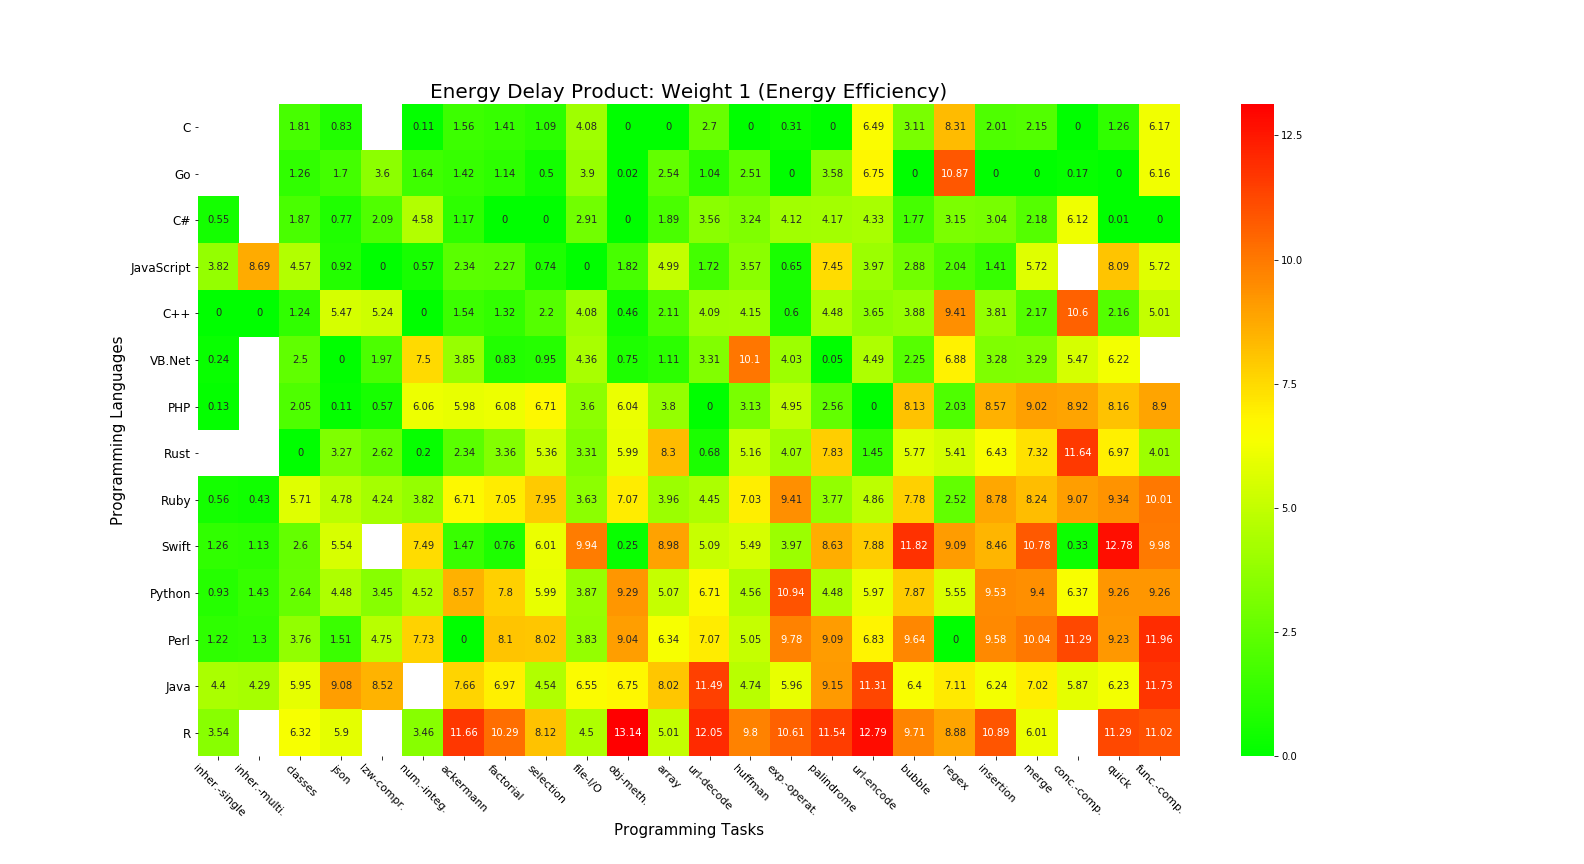 Energy Delay Product: Weight 1 (Energy Efficiency)
C 1.81 0.83 0.11 1.56 1.41 1.09 4.08 0 0 2.7 0 0.31 0 6.49 3.11 8.31 2.01 2.15 0 1.26 6.17
Go 1.26 1.7 3.6 1.64 1.42 1.14 0.5 3.9 0.02 2.54 1.04 2.51 0 3.58 6.75 0 10.87 0 0 0.17 0 6.16
C# 0.55 1.87 0.77 2.09 4.58 1.17 0 0 2.91 0 1.89 3.56 3.24 4.12 4.17 4.33 1.77 3.15 3.04 2.18 6.12 0.01 0
JavaScript 3.82 8.69 4.57 0.92 0 0.57 2.34 2.27 0.74 0 1.82 4.99 1.72 3.57 0.65 7.45 3.97 2.88 2.04 1.41 5.72 8.09 5.72
C++ 0 0 1.24 5.47 5.24 0 1.54 1.32 2.2 4.08 0.46 2.11 4.09 4.15 0.6 4.48 3.65 3.88 9.41 3.81 2.17 10.6 2.16 5.01
VB.Net 0.24 2.5 0 1.97 7.5 3.85 0.83 0.95 4.36 0.75 1.11 3.31 10.1 4.03 0.05 4.49 2.25 6.88 3.28 3.29 5.47 6.22
PHP 0.13 2.05 0.11 0.57 6.06 5.98 6.08 6.71 3.6 6.04 3.8 0 3.13 4.95 2.56 0 8.13 2.03 8.57 9.02 8.92 8.16 8.9
Rust 0 3.27 2.62 0.2 2.34 3.36 5.36 3.31 5.99 8.3 0.68 5.16 4.07 7.83 1.45 5.77 5.41 6.43 7.32 11.64 6.97 4.01
Ruby 0.56 0.43 5.71 4.78 4.24 3.82 6.71 7.05 7.95 3.63 7.07 3.96 4.45 7.03 9.41 3.77 4.86 7.78 2.52 8.78 8.24 9.07 9.34 10.01
Swift 1.26 1.13 2.6 5.54 7.49 1.47 0.76 6.01 9.94 0.25 8.98 5.09 5.49 3.97 8.63 7.88 11.82 9.09 8.46 10.78 0.33 12.78 9.98
Python 0.93 1.43 2.64 4.48 3.45 4.52 8.57 7.8 5.99 3.87 9.29 5.07 6.71 4.56 10.94 4.48 5.97 7.87 5.55 9.53 9.4 6.37 9.26 9.26
Perl 1.22 1.3 3.76 1.51 4.75 7.73 0 8.1 8.02 3.83 9.04 6.34 7.07 5.05 9.78 9.09 6.83 9.64 0 9.58 10.04 11.29 9.23 11.96
Java 4.4 4.29 5.95 9.08 8.52 7.66 6.97 4.54 6.55 6.75 8.02 11.49 4.74 5.96 9.15 11.31 6.4 7.11 6.24 7.02 5.87 6.23 11.73
R 3.54 6.32 5.9 3.46 11.66 10.29 8.12 4.5 13.14 5.01 12.05 9.8 10.61 11.54 12.79 9.71 8.88 10.89 6.01 11.29 11.02
inher.-single inher.-multi. classes json lzw-compr. num.-integ. ackermann factorial selection file-I/O obj-meth. array url-decode huffman exp.-operat. palindrome url-encode bubble regex insertion merge conc.-comp. quick func.-comp.
Programming Tasks
Programming Languages
12.5
10.0
7.5
5.0
2.5
0.0